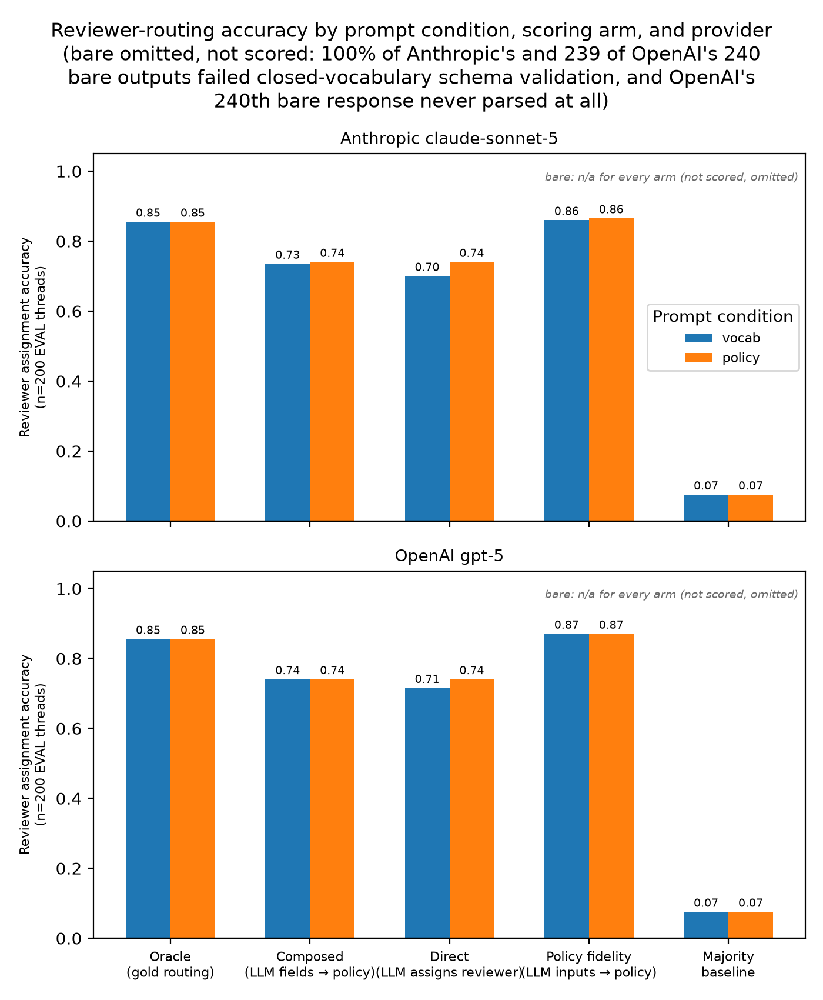 Reviewer-routing accuracy by prompt condition, scoring arm, and provider
(bare omitted, not scored: 100% of Anthropic's and 239 of OpenAI's 240
bare outputs failed closed-vocabulary schema validation, and OpenAI's
240th bare response never parsed at all)
Anthropic claude-sonnet-5
Reviewer assignment accuracy
(n=200 EVAL threads)
1.0
0.8
0.6
0.4
0.2
0.0
bare: n/a for every arm (not scored, omitted)
0.85 0.85
0.73 0.74
0.70 0.74
0.86 0.86
0.07 0.07
Prompt condition
vocab
policy
OpenAI gpt-5
Reviewer assignment accuracy
(n=200 EVAL threads)
1.0
0.8
0.6
0.4
0.2
0.0
bare: n/a for every arm (not scored, omitted)
0.85 0.85
0.74 0.74
0.71 0.74
0.87 0.87
0.07 0.07
Oracle
(gold routing)
Composed
(LLM fields → policy)
Direct
(LLM assigns reviewer)
Policy fidelity
(LLM inputs → policy)
Majority
baseline